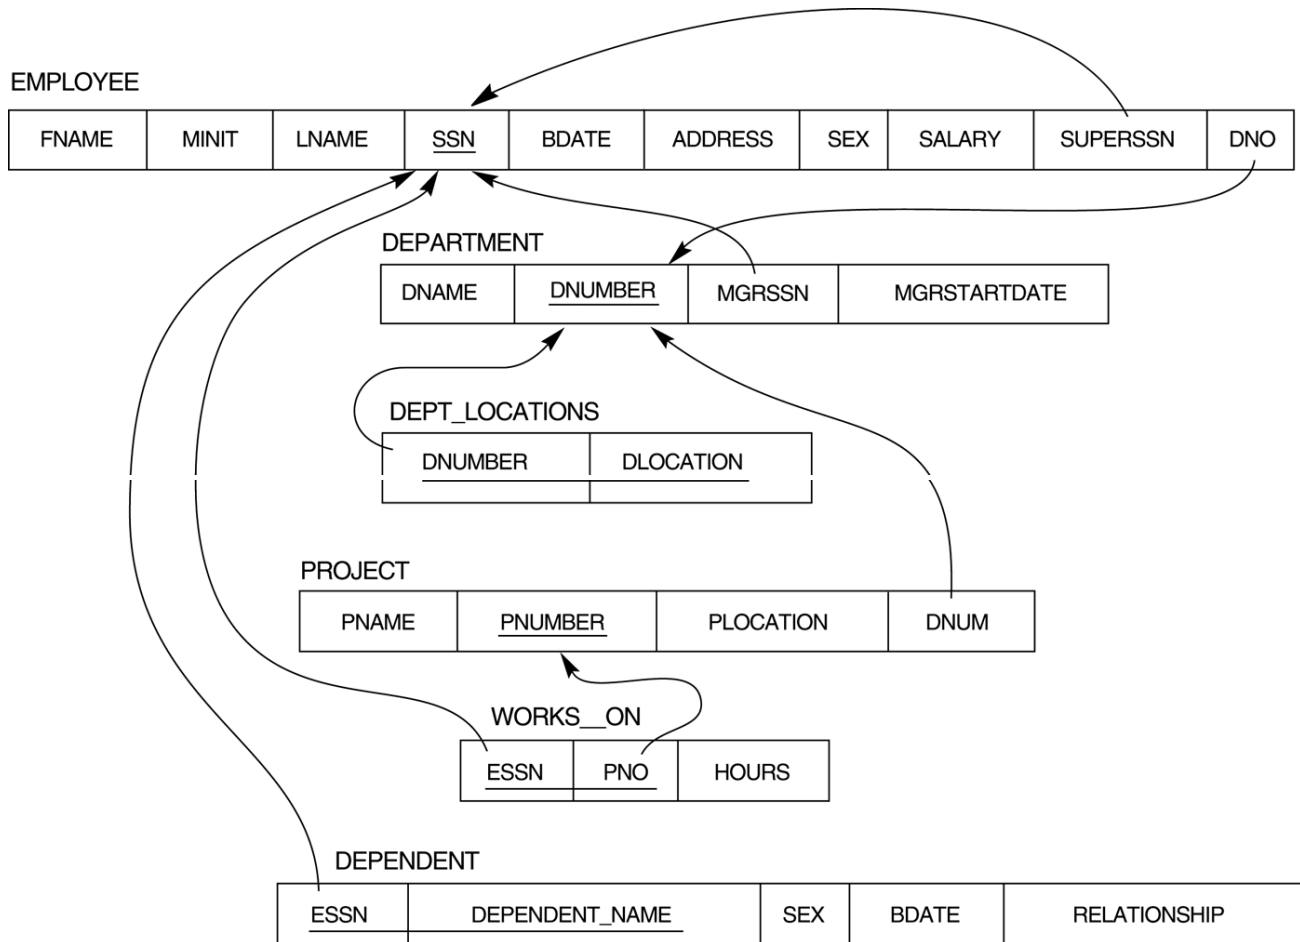 EMPLOYEE
FNAME MINIT LNAME SSN BDATE ADDRESS SEX SALARY SUPERSSN DNO
DEPARTMENT
DNAME DNUMBER MGRSSN MGRSTARTDATE
DEPT_LOCATIONS
DNUMBER DLOCATION
PROJECT
PNAME PNUMBER PLOCATION DNUM
WORKS__ON
ESSN PNO HOURS
DEPENDENT
ESSN DEPENDENT_NAME SEX BDATE RELATIONSHIP